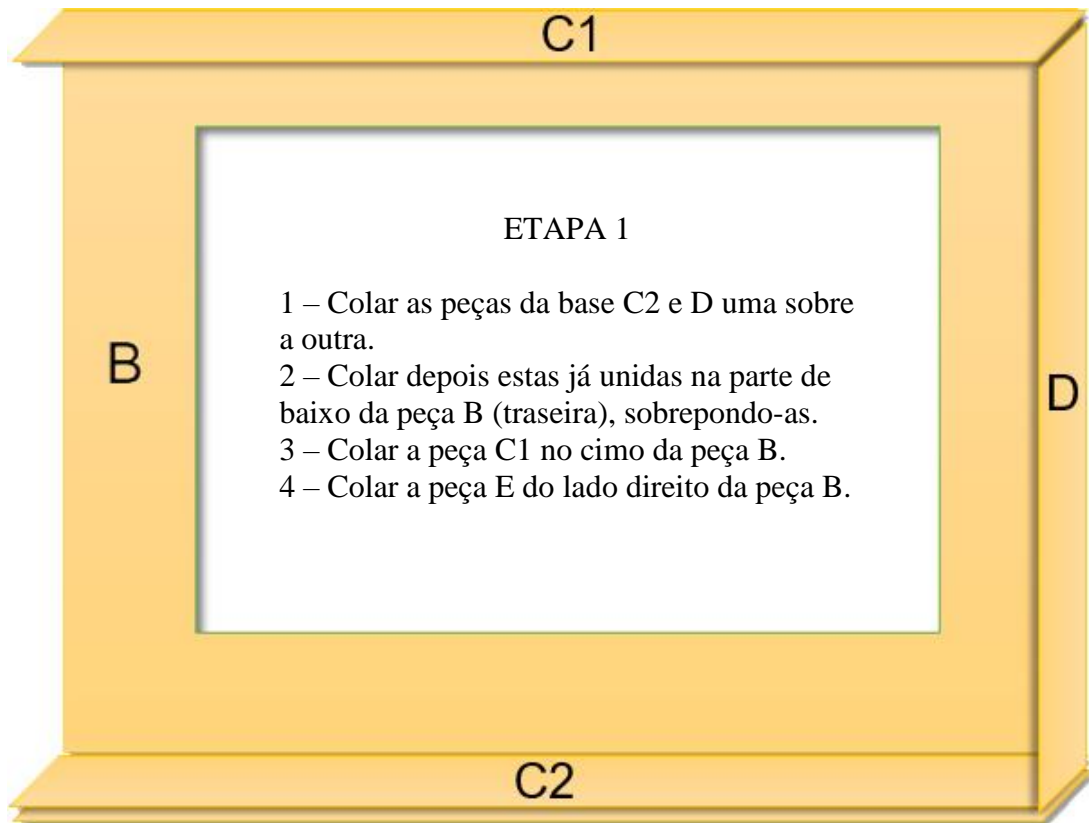 C1
ETAPA 1
1 – Colar as peças da base C2 e D uma sobre
a outra.
2 – Colar depois estas já unidas na parte de
baixo da peça B (traseira), sobrepondo-as.
3 – Colar a peça C1 no cimo da peça B.
4 – Colar a peça E do lado direito da peça B.
B
D
C2